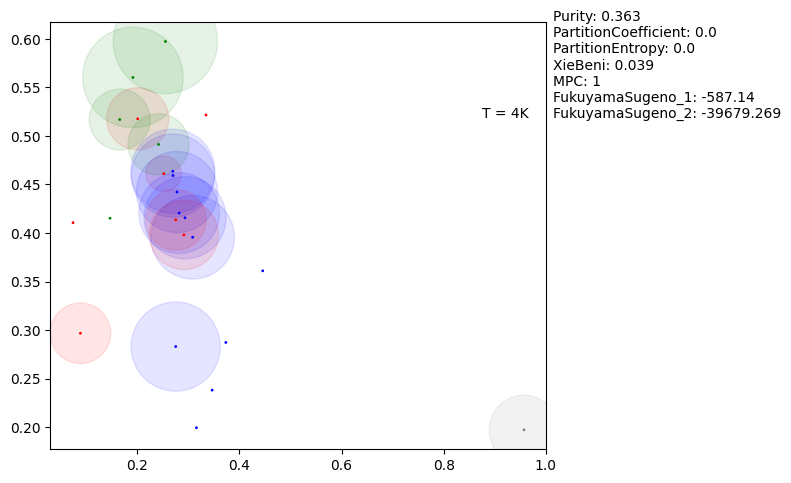 Purity: 0.363
PartitionCoefficient: 0.0
PartitionEntropy: 0.0
XieBeni: 0.039
MPC: 1
FukuyamaSugeno_1: -587.14
FukuyamaSugeno_2: -39679.269
T = 4K
0.60
0.55
0.50
0.45
0.40
0.35
0.30
0.25
0.20
0.2
0.4
0.6
0.8
1.0